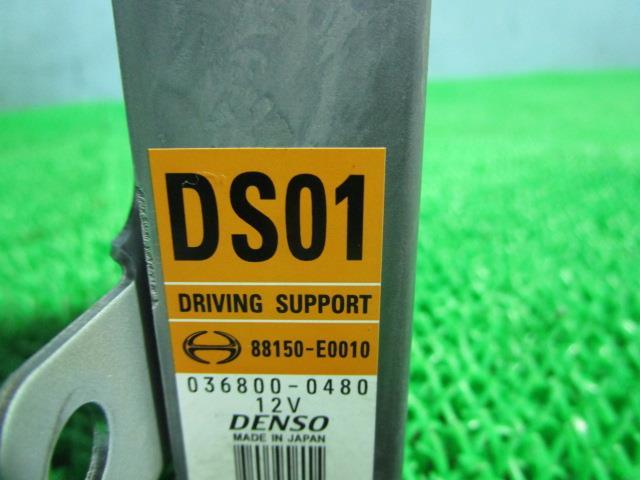 DS01
DRIVING SUPPORT
88150-E0010
036800-0480
12V
DENSO
MADE IN JAPAN